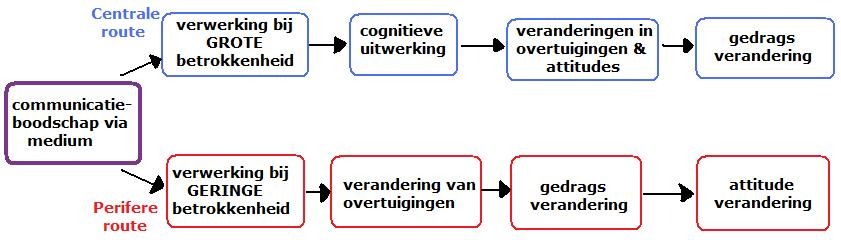 Centrale
route
verwerking bij
GROTE
betrokkenheid
cognitieve
uitwerking
veranderingen in
overtuigingen &
attitudes
gedrags
verandering
communicatie-
boodschap via
medium
Perifere
route
verwerking bij
GERINGE
betrokkenheid
verandering van
overtuigingen
gedrags
verandering
attitude
verandering